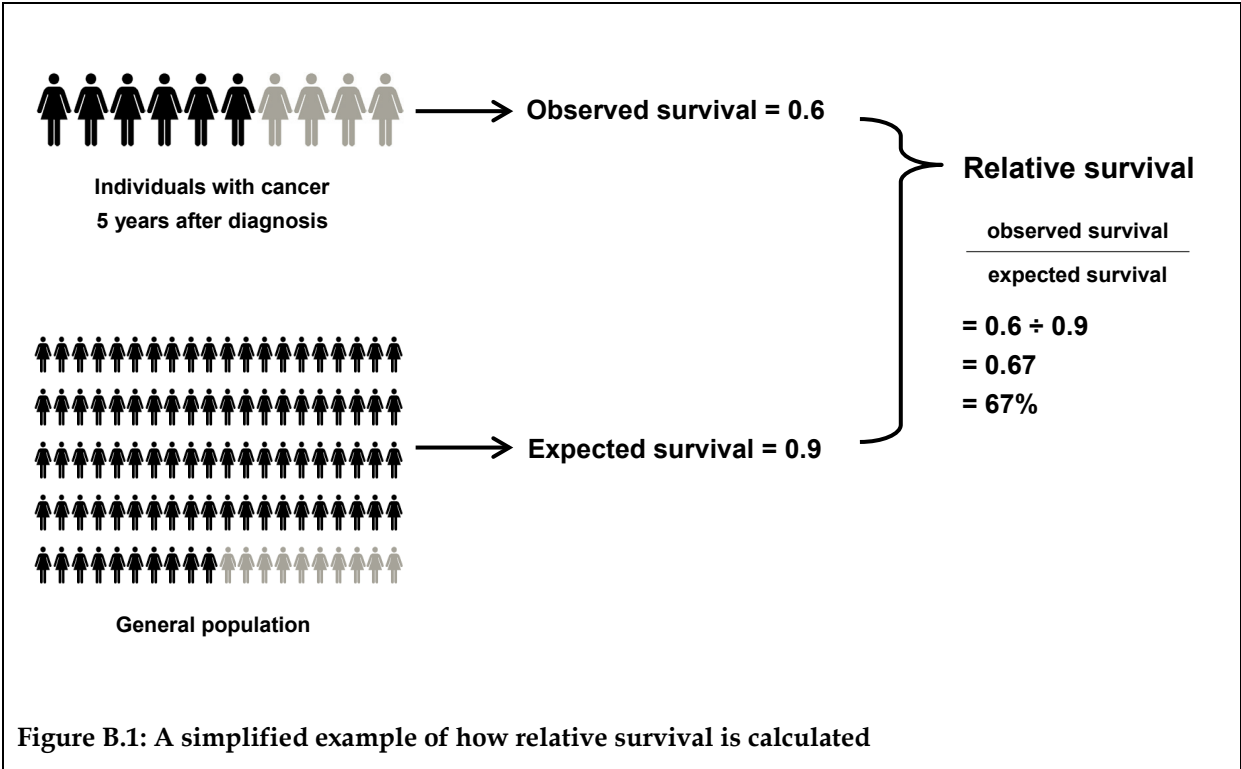 Observed survival = 0.6
Individuals with cancer
5 years after diagnosis
Expected survival = 0.9
General population
Relative survival
observed survival
expected survival
= 0.6 ÷ 0.9
= 0.67
= 67%
Figure B.1: A simplified example of how relative survival is calculated